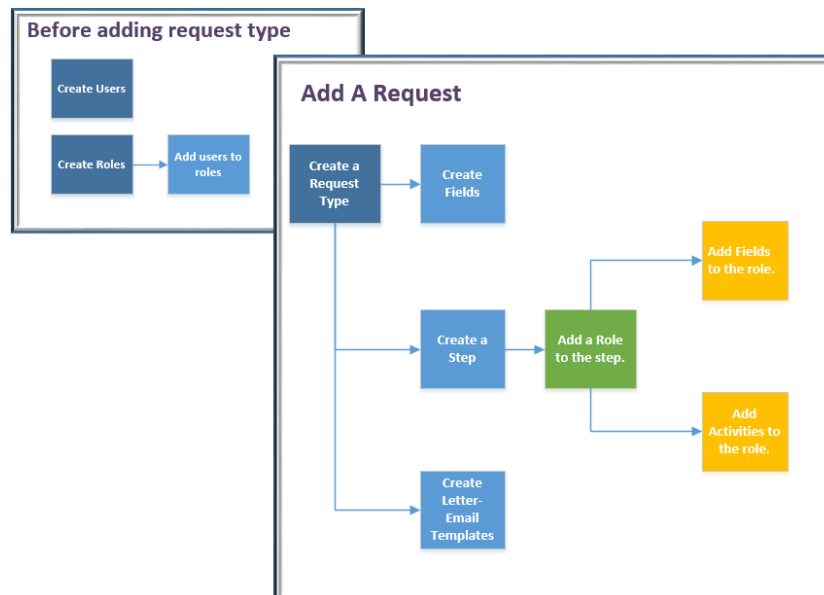 Before adding request type
Create Users
Create Roles
Add users to
roles
Add A Request
Create a
Request
Type
Create
Fields
Add Fields
to the role.
Create a
Step
Add a Role
to the step.
Add
Activities to
the role.
Create
Letter-
Email
Templates